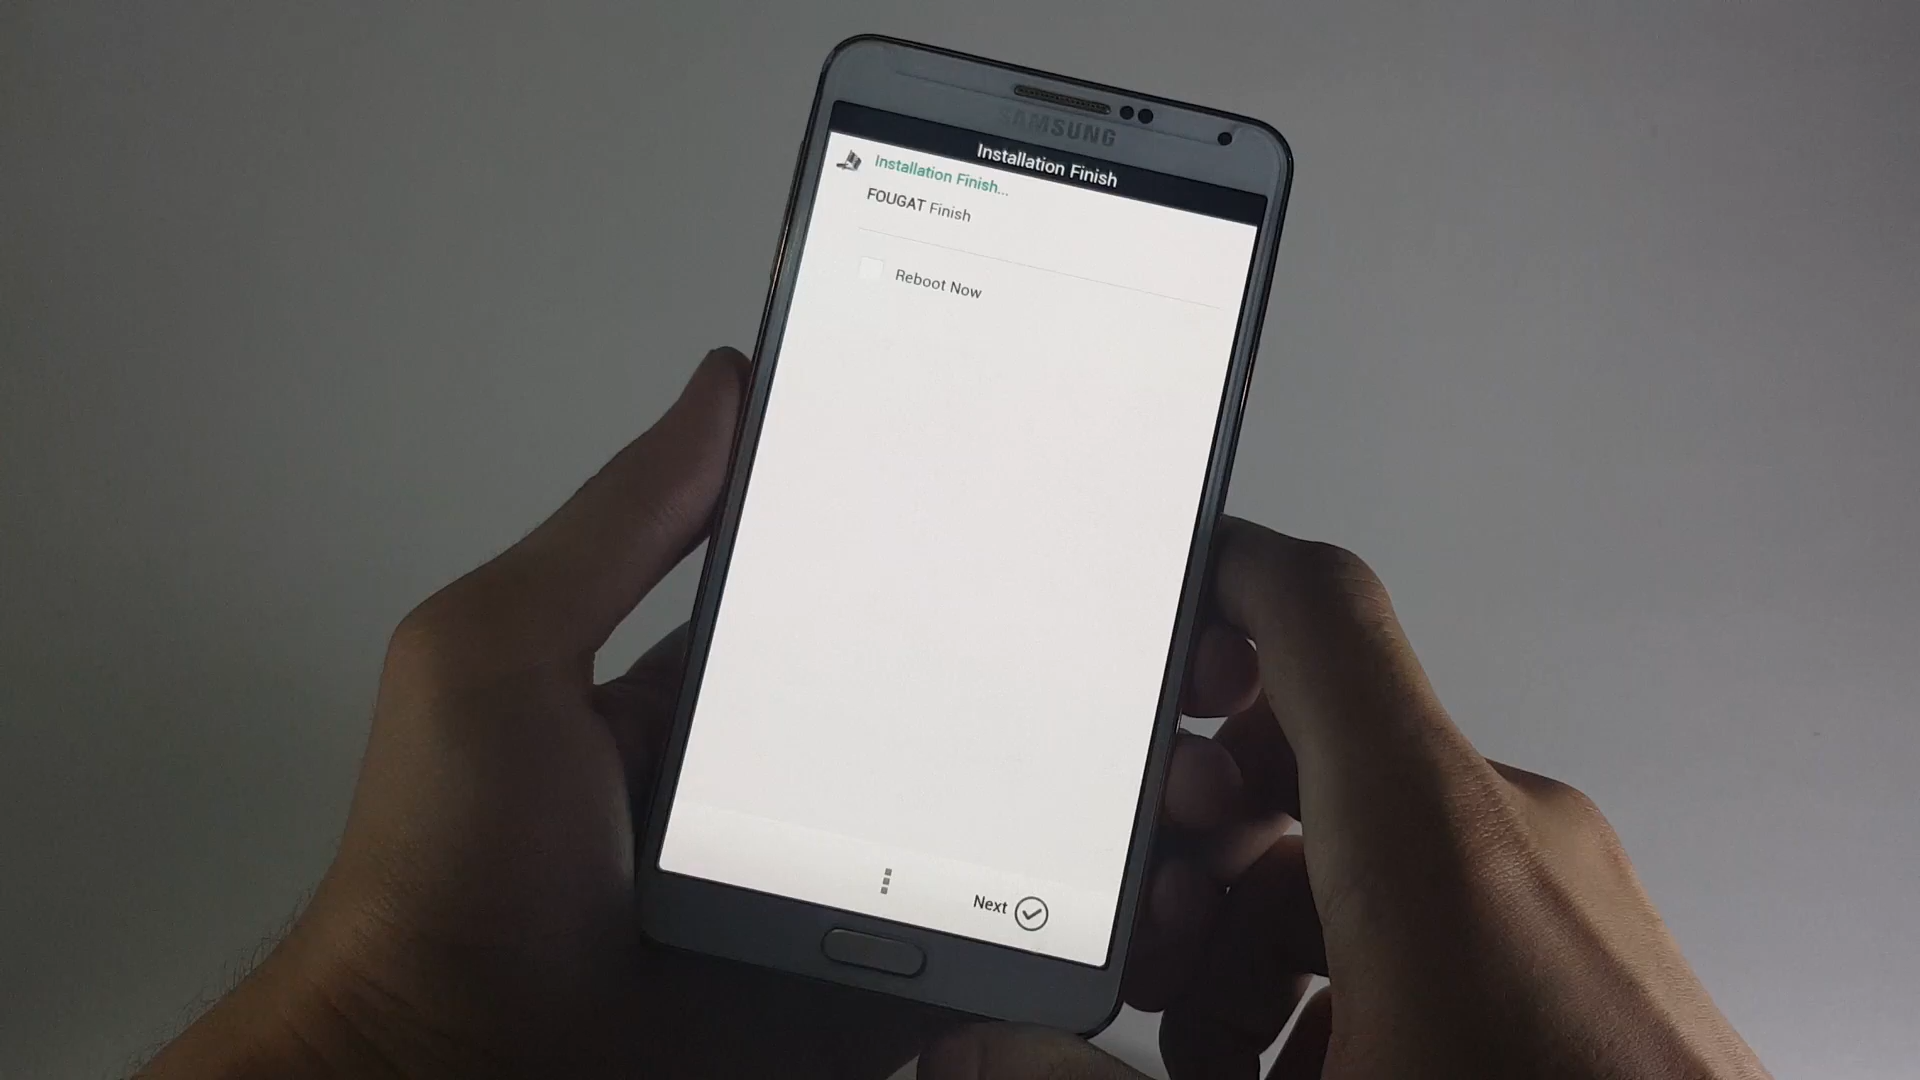 SAMSUNG
Installation Finish
Installation Finish...
FOUGAT Finish
Reboot Now
Next